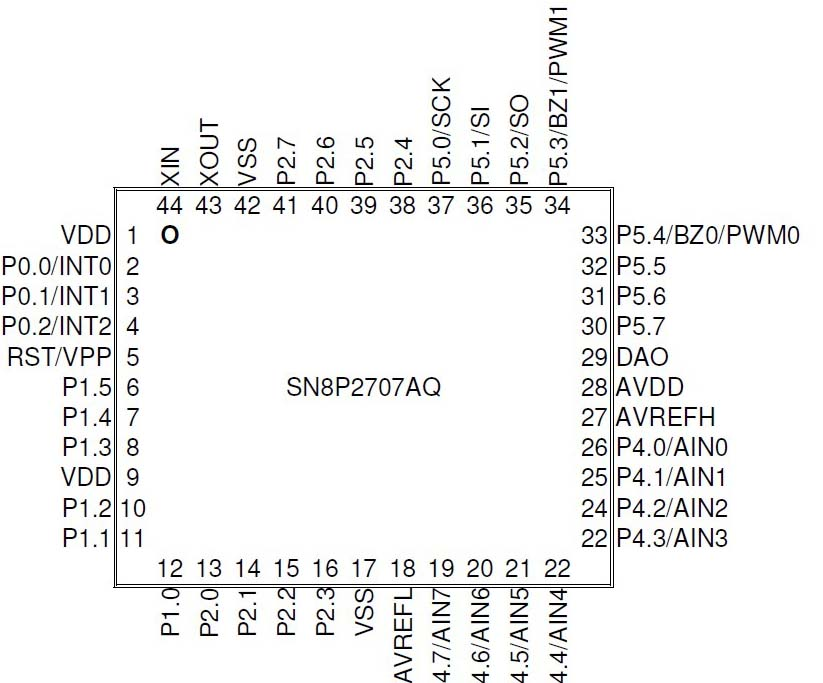 XIN XOUT VSS P2.7 P2.6 P2.5 P2.4 P5.0/SCK P5.1/SI P5.2/SO P5.3/BZ1/PWM1
44 43 42 41 40 39 38 37 36 35 34
VDD 1 O 33 P5.4/BZ0/PWM0
P0.0/INT0 2 32 P5.5
P0.1/INT1 3 31 P5.6
P0.2/INT2 4 30 P5.7
RST/VPP 5 29 DAO
P1.5 6 SN8P2707AQ 28 AVDD
P1.4 7 27 AVREFH
P1.3 8 26 P4.0/AIN0
VDD 9 25 P4.1/AIN1
P1.2 10 24 P4.2/AIN2
P1.1 11 22 P4.3/AIN3
12 13 14 15 16 17 18 19 20 21 22
P1.0 P2.0 P2.1 P2.2 P2.3 VSS AVREFL 4.7/AIN7 4.6/AIN6 4.5/AIN5 4.4/AIN4